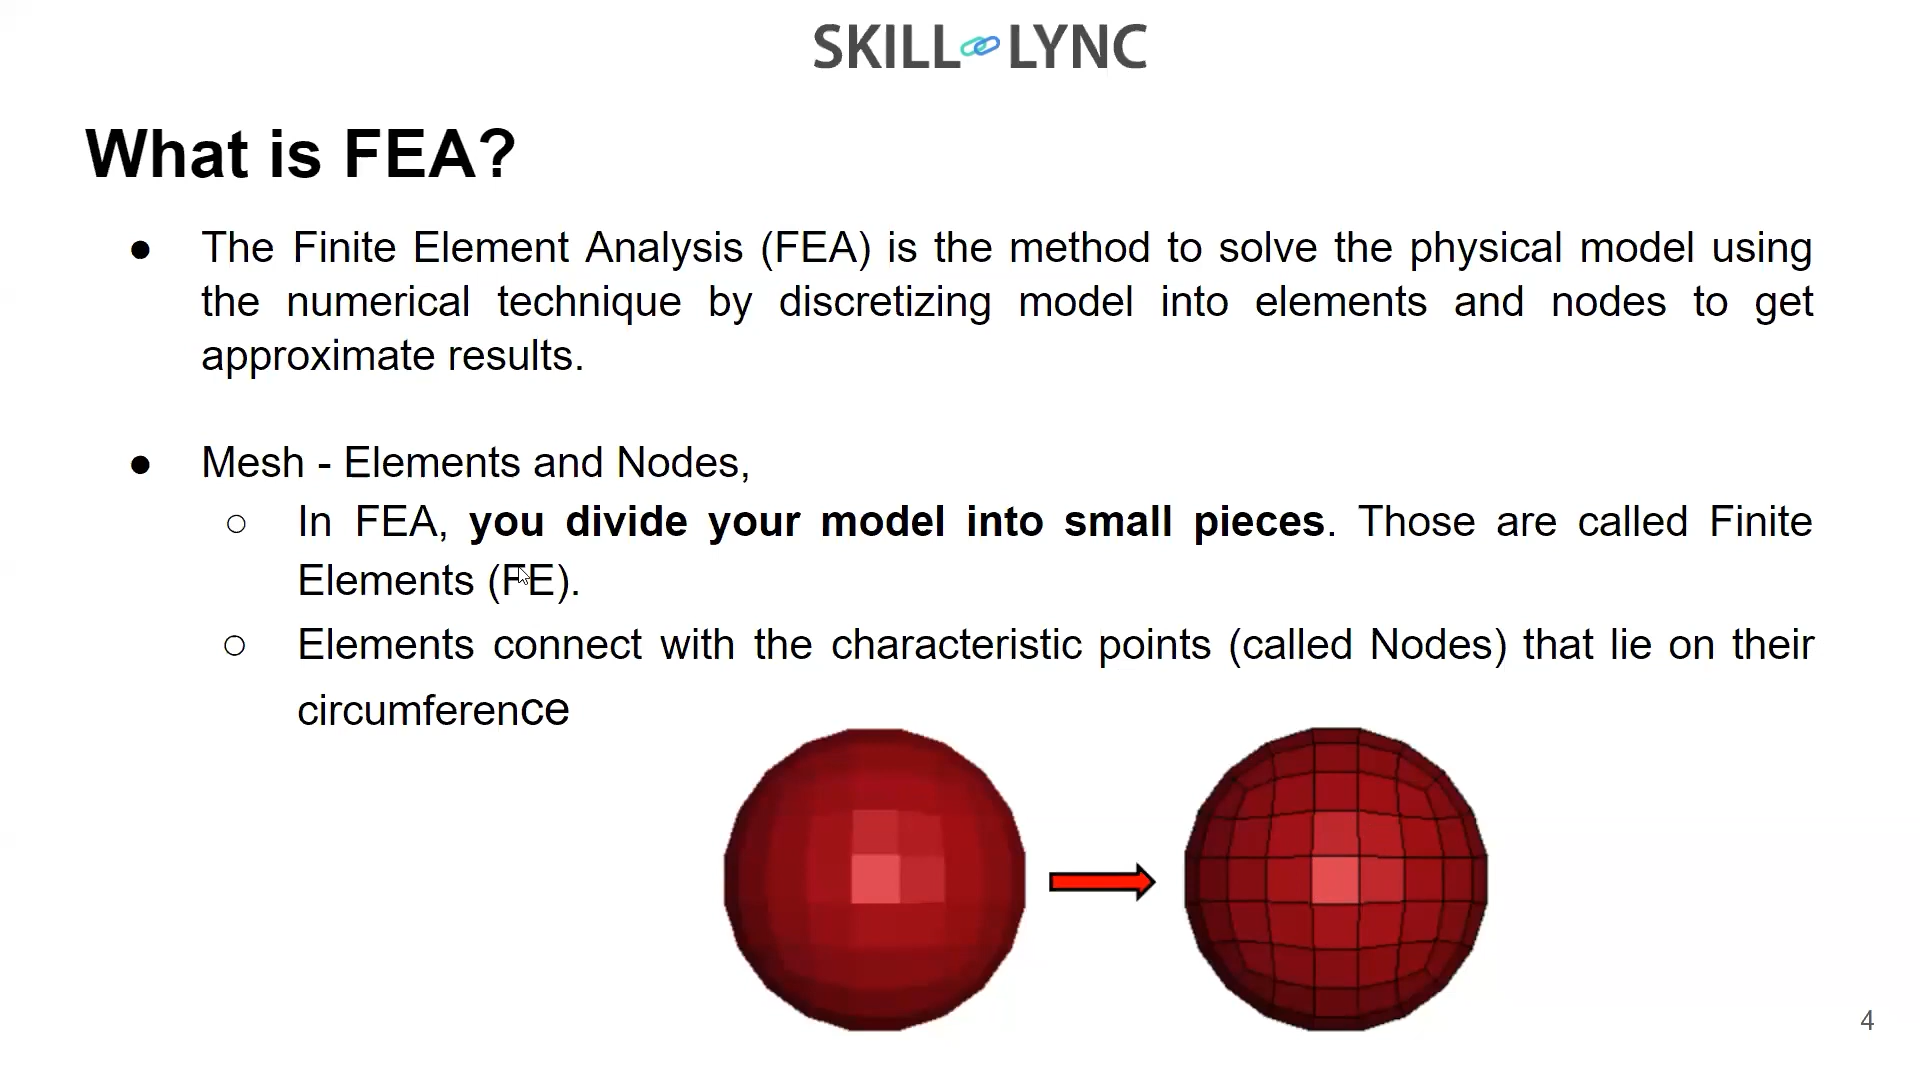 SKILL LYNC
What is FEA?
● The Finite Element Analysis (FEA) is the method to solve the physical model using
the numerical technique by discretizing model into elements and nodes to get
approximate results.
● Mesh - Elements and Nodes,
○ In FEA, you divide your model into small pieces. Those are called Finite
Elements (FE).
○ Elements connect with the characteristic points (called Nodes) that lie on their
circumference
4